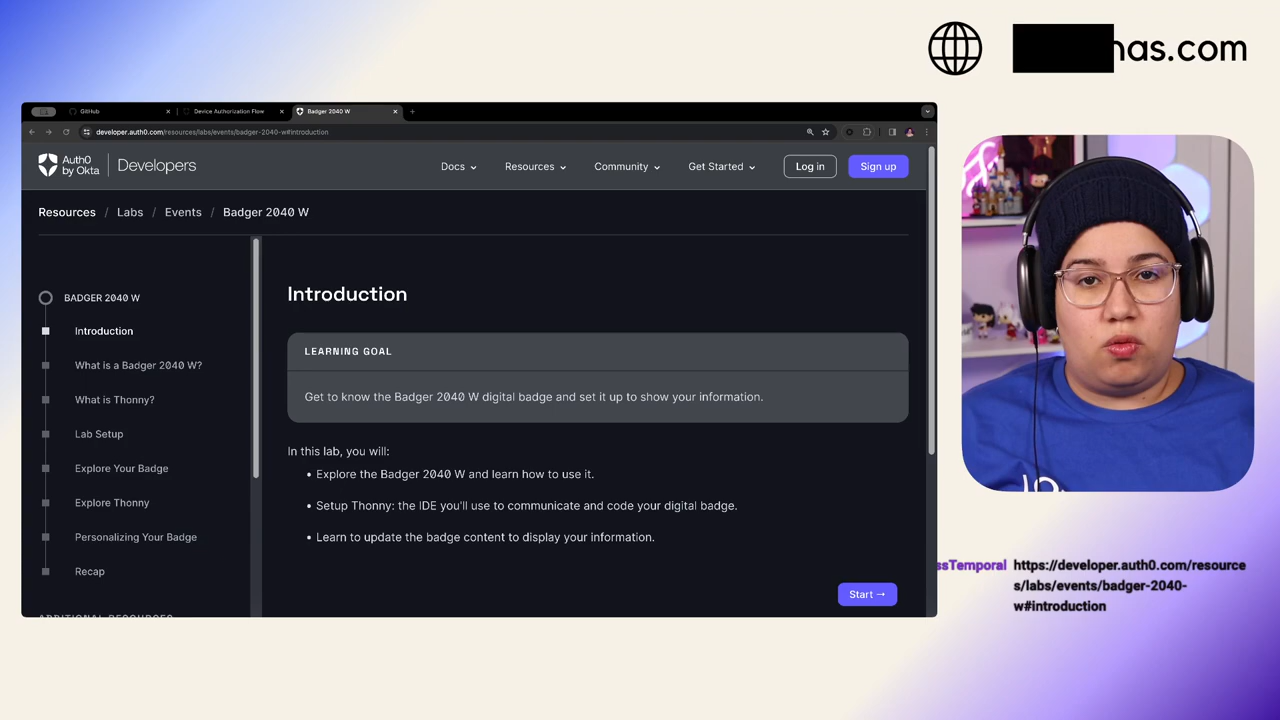 nas.com
GitHub
Device Authorization Flow
Badger 2040 W
developer.auth0.com/resources/labs/events/badger-2040-w#introduction
Auth0 by Okta
Developers
Docs
Resources
Community
Get Started
Log in
Sign up
Resources / Labs / Events / Badger 2040 W
BADGER 2040 W
Introduction
What is a Badger 2040 W?
What is Thonny?
Lab Setup
Explore Your Badge
Explore Thonny
Personalizing Your Badge
Recap
Introduction
LEARNING GOAL
Get to know the Badger 2040 W digital badge and set it up to show your information.
In this lab, you will:
• Explore the Badger 2040 W and learn how to use it.
• Setup Thonny: the IDE you'll use to communicate and code your digital badge.
• Learn to update the badge content to display your information.
Start →
ssTemporal
https://developer.auth0.com/resource
s/labs/events/badger-2040-
w#introduction